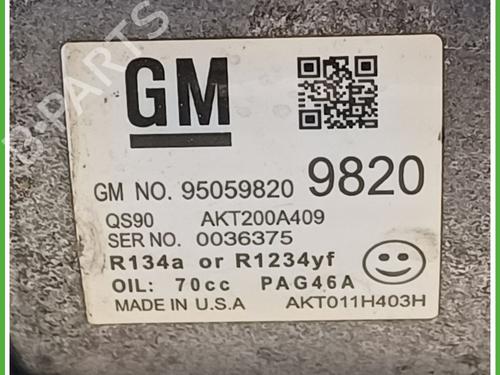 GM
GM NO. 95059820 9820
QS90 AKT200A409
SER NO. 0036375
R134a or R1234yf
OIL: 70cc PAG46A
MADE IN U.S.A AKT011H403H
B-PARTS